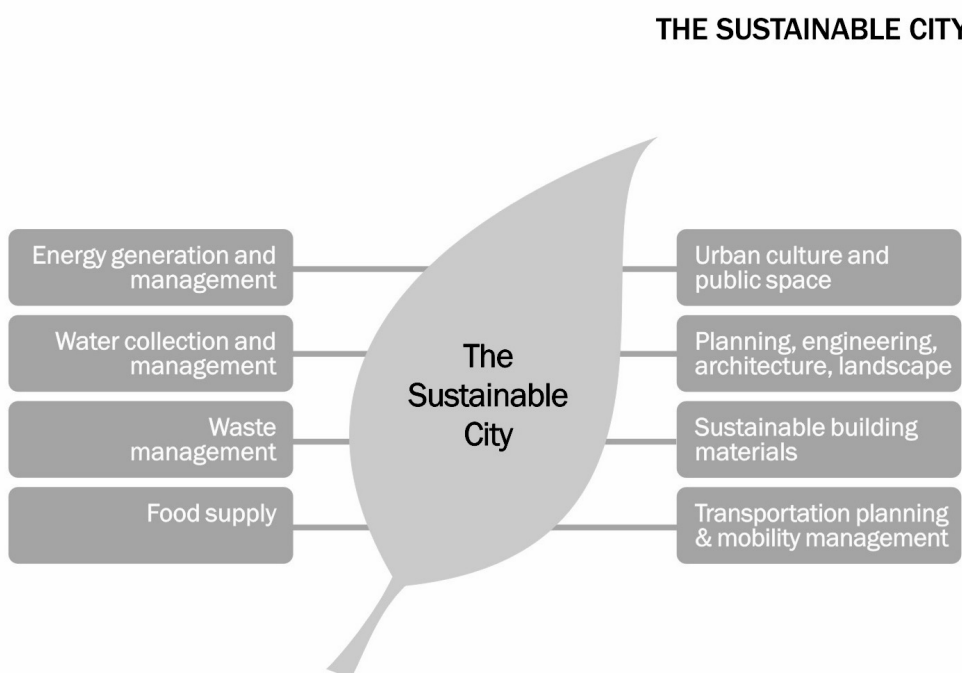 THE SUSTAINABLE CITY
Energy generation and
management
Water collection and
management
Waste
management
Food supply
The
Sustainable
City
Urban culture and
public space
Planning, engineering,
architecture, landscape
Sustainable building
materials
Transportation planning
& mobility management